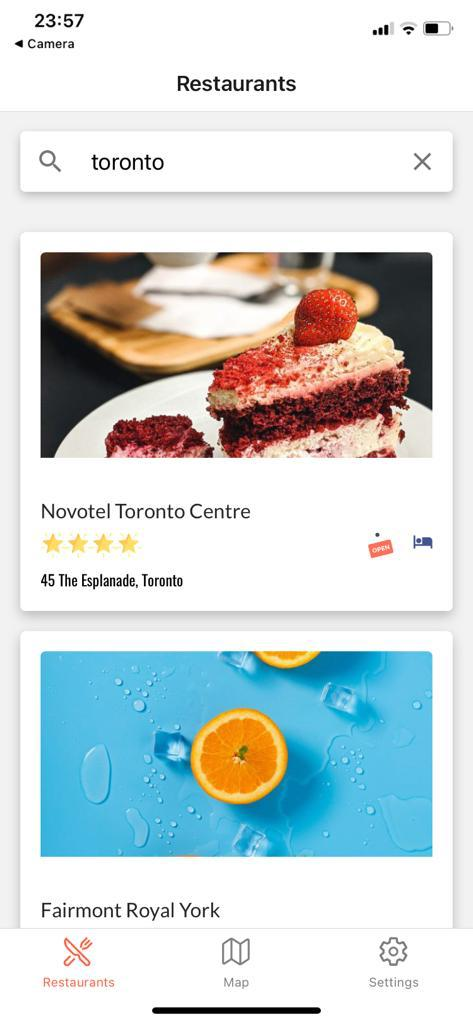 23:57
◀ Camera
Restaurants
toronto
Novotel Toronto Centre
OPEN
45 The Esplanade, Toronto
Fairmont Royal York
Restaurants
Map
Settings